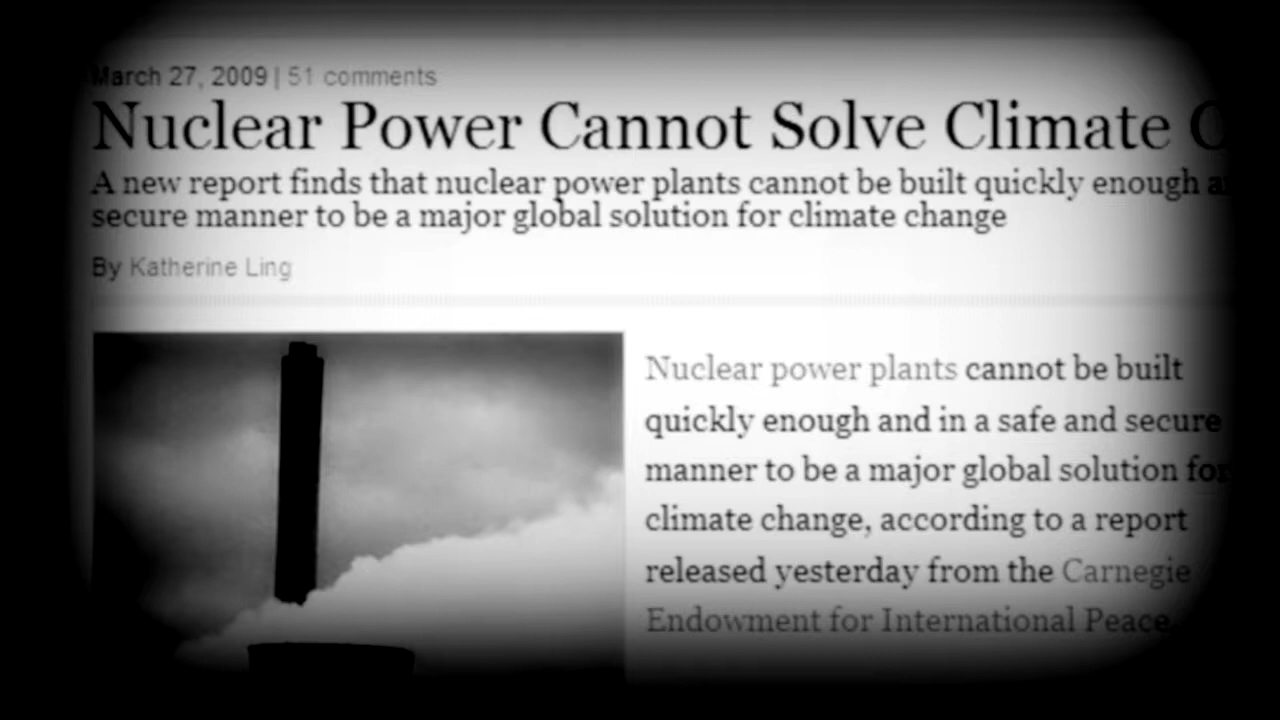 March 27, 2009 | 51 comments
Nuclear Power Cannot Solve Climate
A new report finds that nuclear power plants cannot be built quickly enough
secure manner to be a major global solution for climate change
By Katherine Ling
Nuclear power plants cannot be built
quickly enough and in a safe and secure
manner to be a major global solution for
climate change, according to a report
released yesterday from the Carnegie
Endowment for International Peace